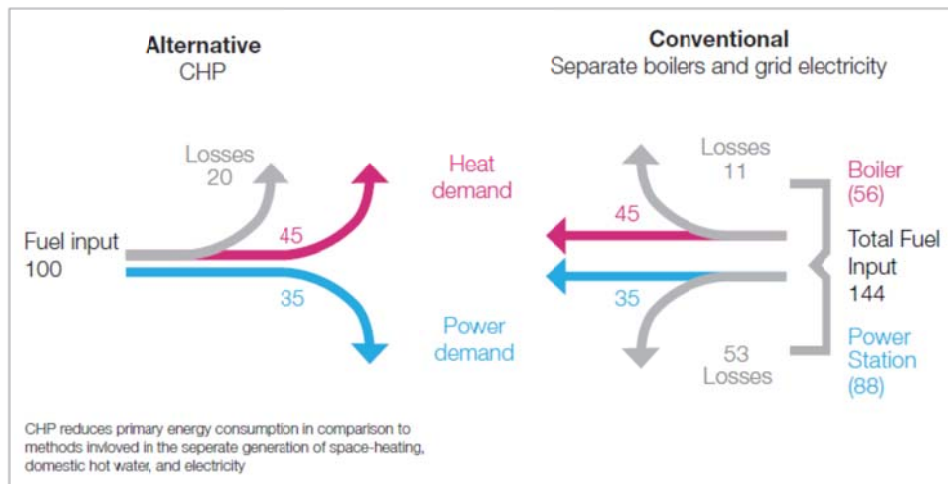 Alternative
CHP
Losses
20
Fuel input
100
45
35
Heat
demand
Power
demand
Conventional
Separate boilers and grid electricity
Losses
11
45
35
53
Losses
Boiler
(56)
Total Fuel
Input
144
Power
Station
(88)
CHP reduces primary energy consumption in comparison to
methods invloved in the seperate generation of space-heating,
domestic hot water, and electricity